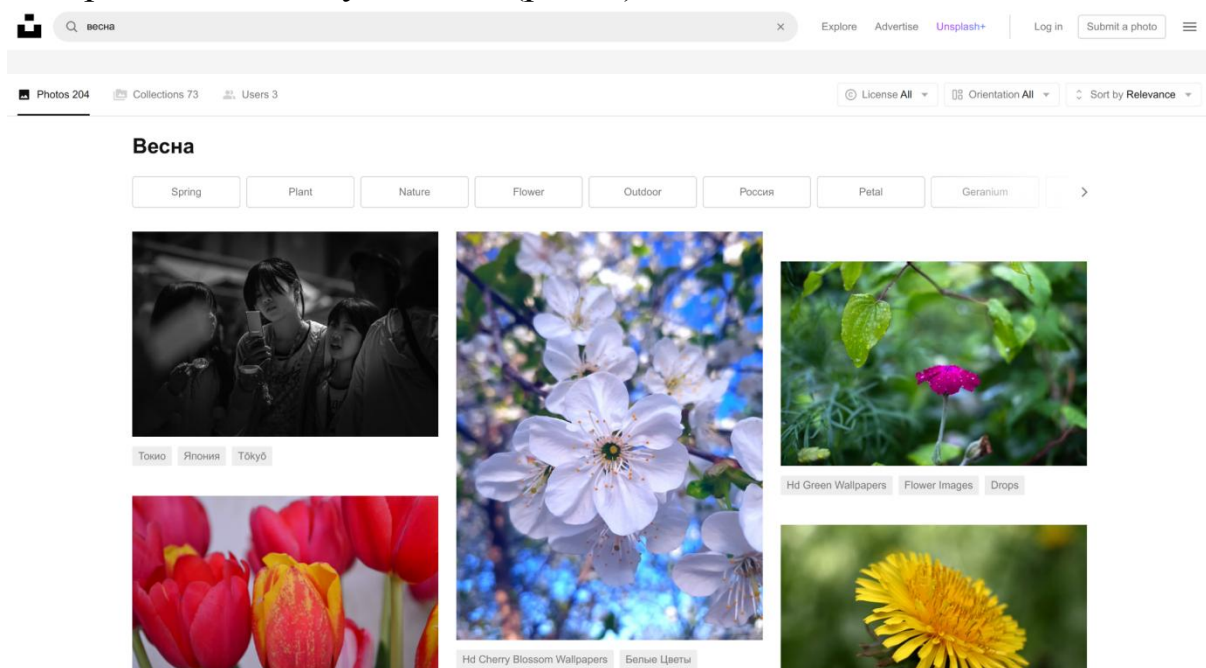 весна
Explore Advertise Unsplash+ Log in Submit a photo
Photos 204 Collections 73 Users 3
License All Orientation All Sort by Relevance
Весна
Spring Plant Nature Flower Outdoor Россия Petal Geranium
Токио Япония Tōkyō
Hd Green Wallpapers Flower Images Drops
Hd Cherry Blossom Wallpapers Белые Цветы